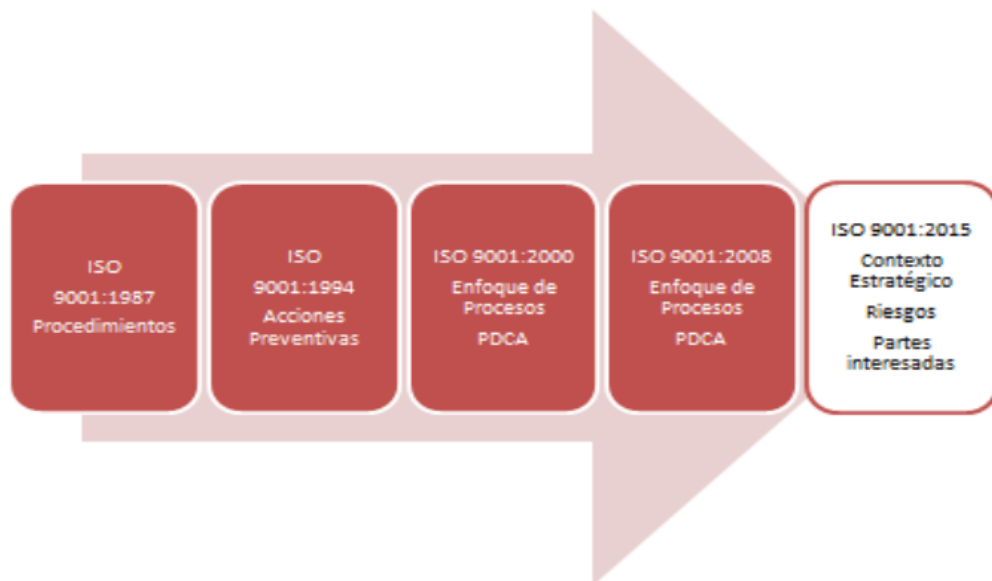 ISO
9001:1987
Procedimientos
ISO
9001:1994
Acciones
Preventivas
ISO 9001:2000
Enfoque de
Procesos
PDCA
ISO 9001:2008
Enfoque de
Procesos
PDCA
ISO 9001:2015
Contexto
Estratégico
Riesgos
Partes
interesadas